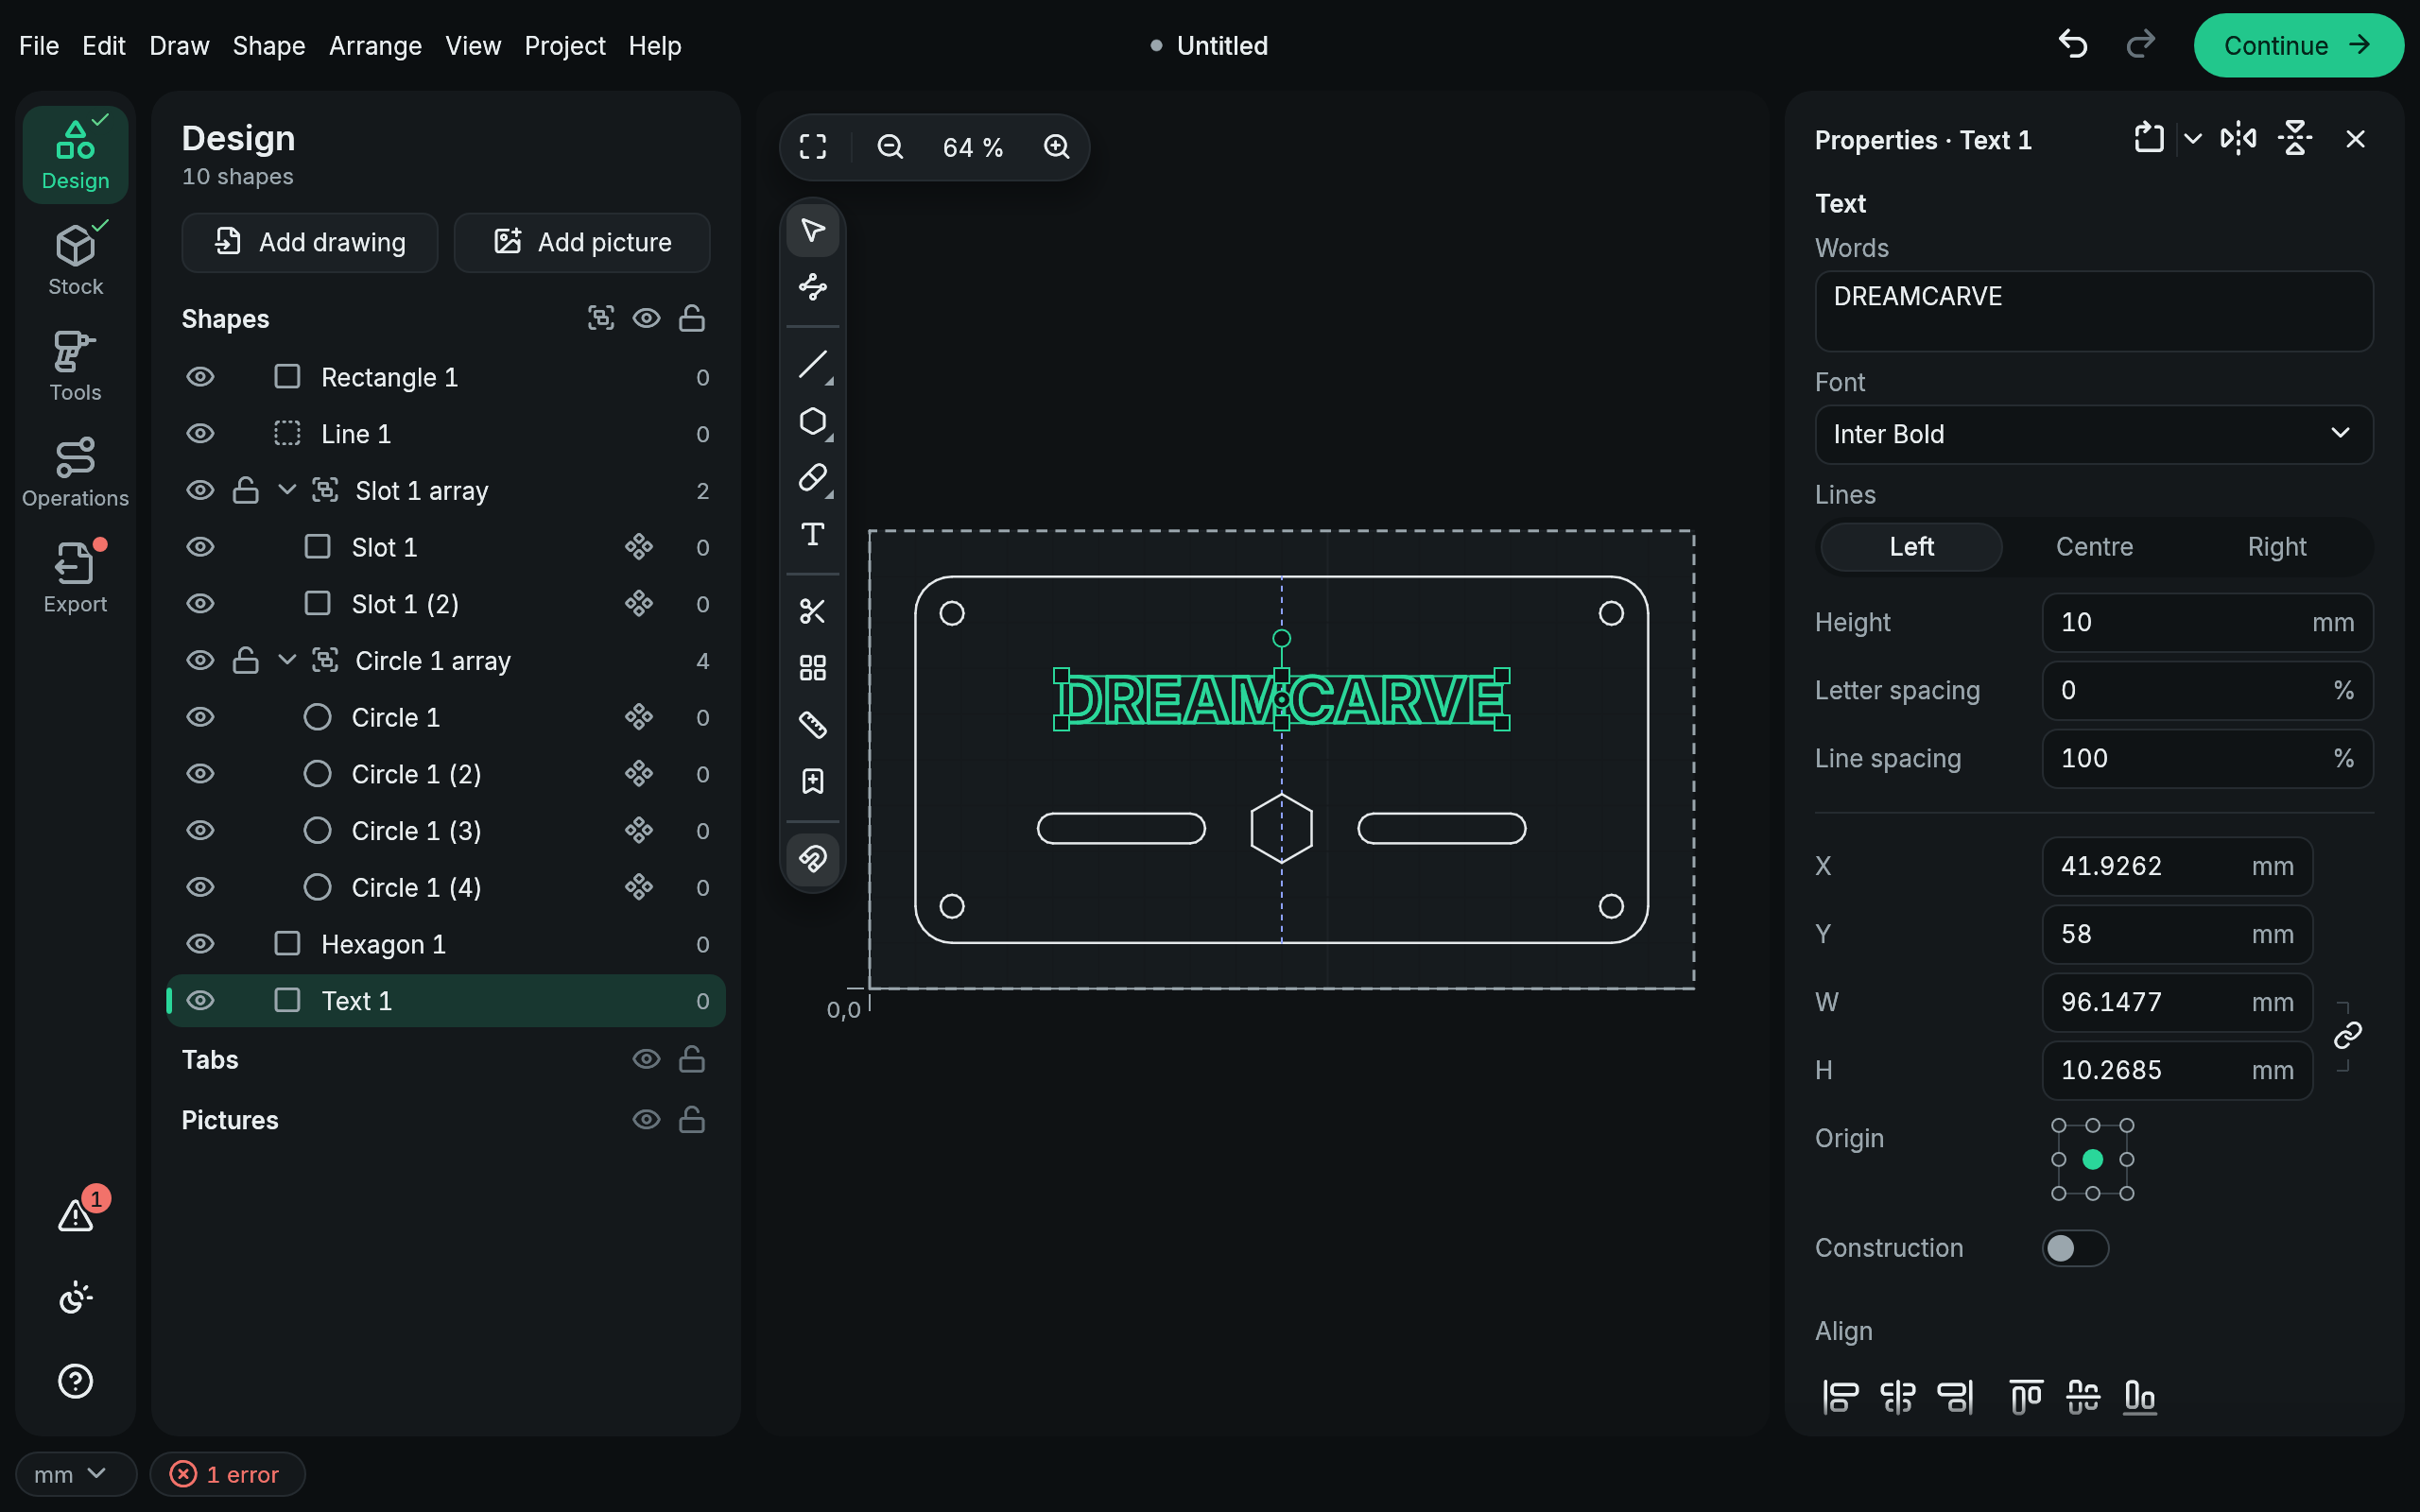 File Edit Draw Shape Arrange View Project Help
Untitled
Continue
Design
Stock
Tools
Operations
Export
1
Design
10 shapes
Add drawing
Add picture
Shapes
Rectangle 1 0
Line 1 0
Slot 1 array 2
Slot 1 0
Slot 1 (2) 0
Circle 1 array 4
Circle 1 0
Circle 1 (2) 0
Circle 1 (3) 0
Circle 1 (4) 0
Hexagon 1 0
Text 1 0
Tabs
Pictures
64 %
DREAMCARVE
0,0
Properties · Text 1
Text
Words
DREAMCARVE
Font
Inter Bold
Lines
Left Centre Right
Height 10 mm
Letter spacing 0 %
Line spacing 100 %
X 41.9262 mm
Y 58 mm
W 96.1477 mm
H 10.2685 mm
Origin
Construction
Align
mm
1 error